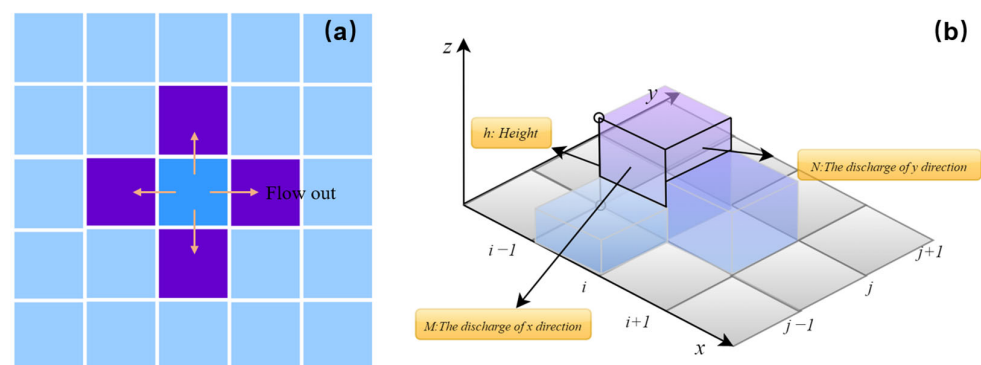 (a)
Flow out
(b)
z
y
h: Height
N:The discharge of y direction
i−1
i
i+1
x
j+1
j
j−1
M:The discharge of x direction